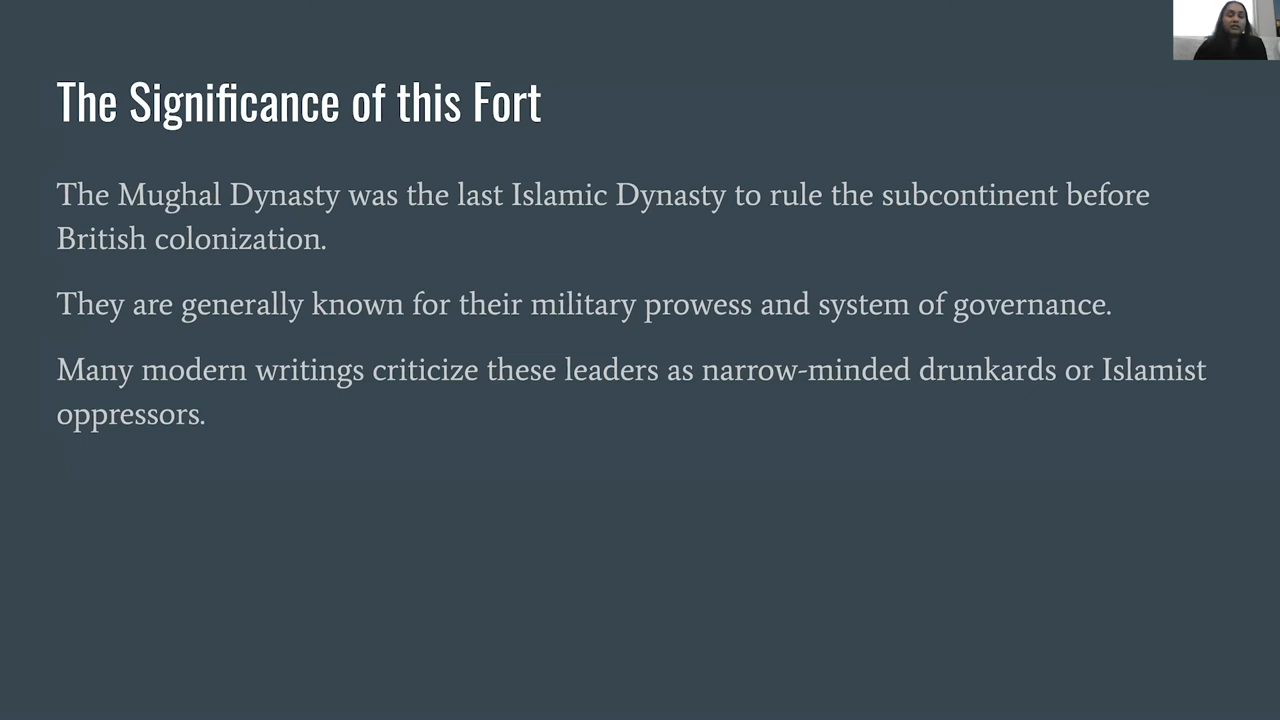 The Significance of this Fort
The Mughal Dynasty was the last Islamic Dynasty to rule the subcontinent before
British colonization.
They are generally known for their military prowess and system of governance.
Many modern writings criticize these leaders as narrow-minded drunkards or Islamist
oppressors.